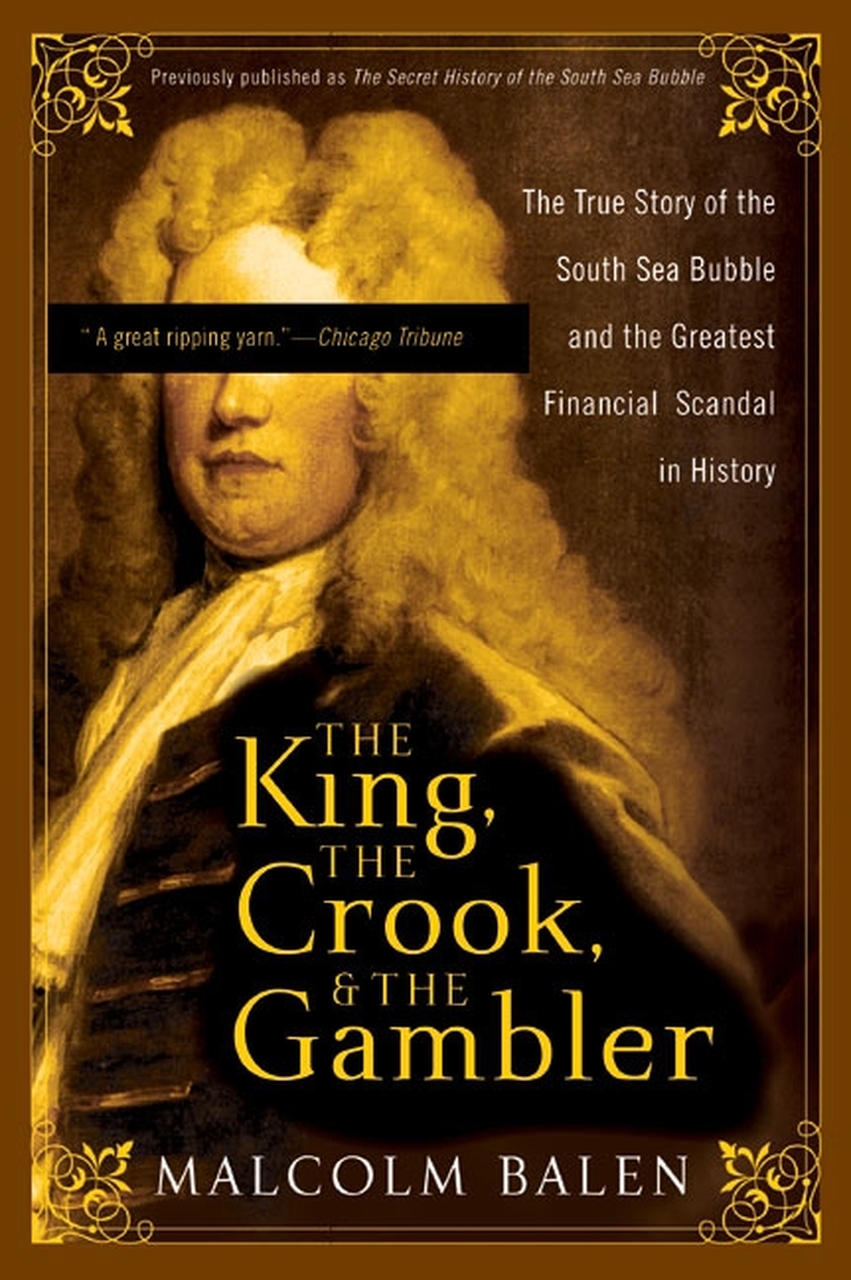 Previously published as The Secret History of the South Sea Bubble
The True Story of the
South Sea Bubble
and the Greatest
Financial Scandal
in History
“ A great ripping yarn.”—Chicago Tribune
THE
King,
THE
Crook,
& THE
Gambler
MALCOLM BALEN